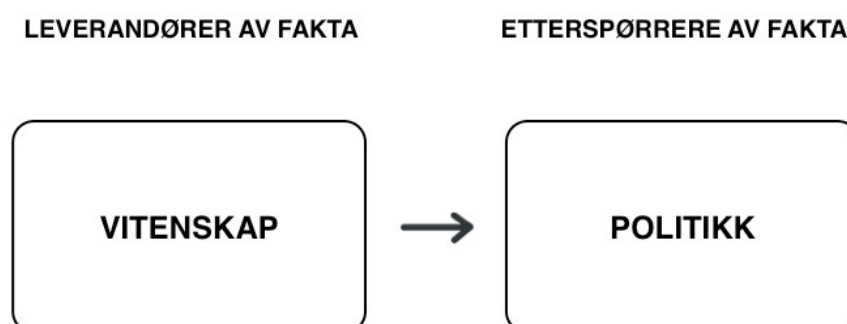 LEVERANDØRER AV FAKTA
ETTERSPØRRERE AV FAKTA
VITENSKAP
POLITIKK